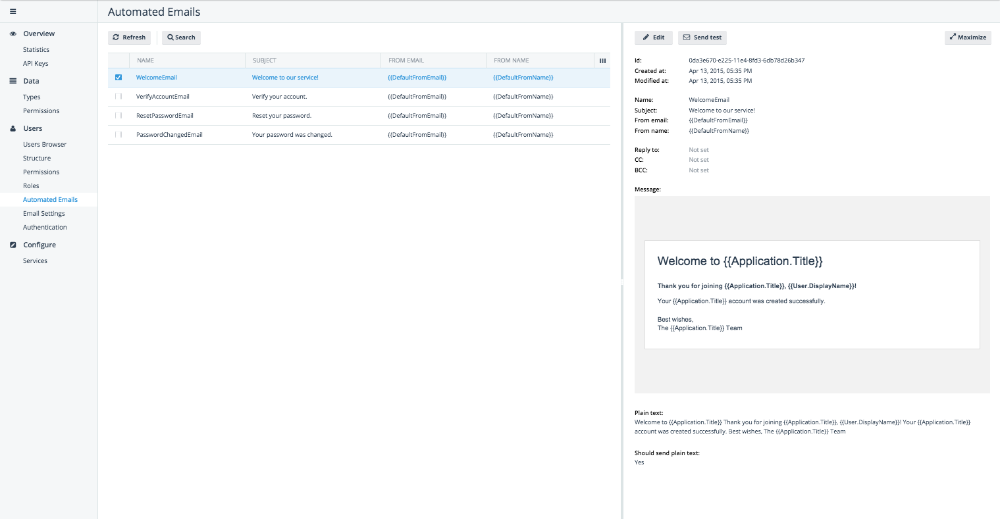 Automated Emails
Overview
Statistics
API Keys
Data
Types
Permissions
Users
Users Browser
Structure
Permissions
Roles
Automated Emails
Email Settings
Authentication
Configure
Services
Refresh Search
NAME SUBJECT FROM EMAIL FROM NAME
WelcomeEmail Welcome to our service! {{DefaultFromEmail}} {{DefaultFromName}}
VerifyAccountEmail Verify your account. {{DefaultFromEmail}} {{DefaultFromName}}
ResetPasswordEmail Reset your password. {{DefaultFromEmail}} {{DefaultFromName}}
PasswordChangedEmail Your password was changed. {{DefaultFromEmail}} {{DefaultFromName}}
Edit Send test Maximize
Id: 0da3e670-e225-11e4-8fd3-6db78d26b347
Created at: Apr 13, 2015, 05:35 PM
Modified at: Apr 13, 2015, 05:35 PM
Name: WelcomeEmail
Subject: Welcome to our service!
From email: {{DefaultFromEmail}}
From name: {{DefaultFromName}}
Reply to: Not set
CC: Not set
BCC: Not set
Message:
Welcome to {{Application.Title}}
Thank you for joining {{Application.Title}}, {{User.DisplayName}}!
Your {{Application.Title}} account was created successfully.
Best wishes,
The {{Application.Title}} Team
Plain text:
Welcome to {{Application.Title}} Thank you for joining {{Application.Title}}, {{User.DisplayName}}! Your {{Application.Title}}
account was created successfully. Best wishes, The {{Application.Title}} Team
Should send plain text:
Yes